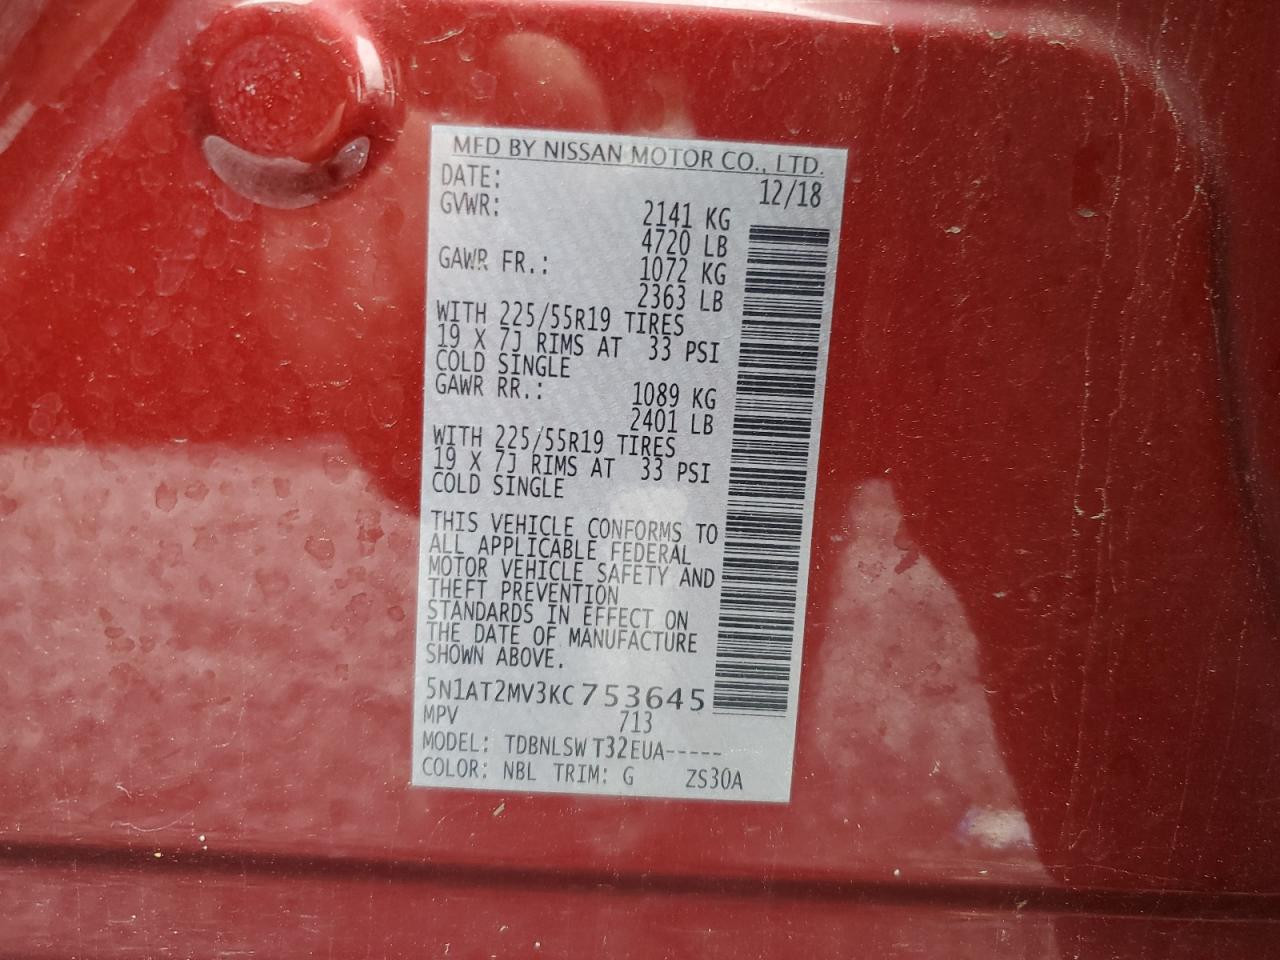 MFD BY NISSAN MOTOR CO., LTD.
DATE: 12/18
GVWR: 2141 KG
4720 LB
GAWR FR.: 1072 KG
2363 LB
WITH 225/55R19 TIRES
19 X 7J RIMS AT 33 PSI
COLD SINGLE
GAWR RR.: 1089 KG
2401 LB
WITH 225/55R19 TIRES
19 X 7J RIMS AT 33 PSI
COLD SINGLE
THIS VEHICLE CONFORMS TO
ALL APPLICABLE FEDERAL
MOTOR VEHICLE SAFETY AND
THEFT PREVENTION
STANDARDS IN EFFECT ON
THE DATE OF MANUFACTURE
SHOWN ABOVE.
5N1AT2MV3KC753645
MPV 713
MODEL: TDBNLSW T32EUA-----
COLOR: NBL TRIM: G ZS30A